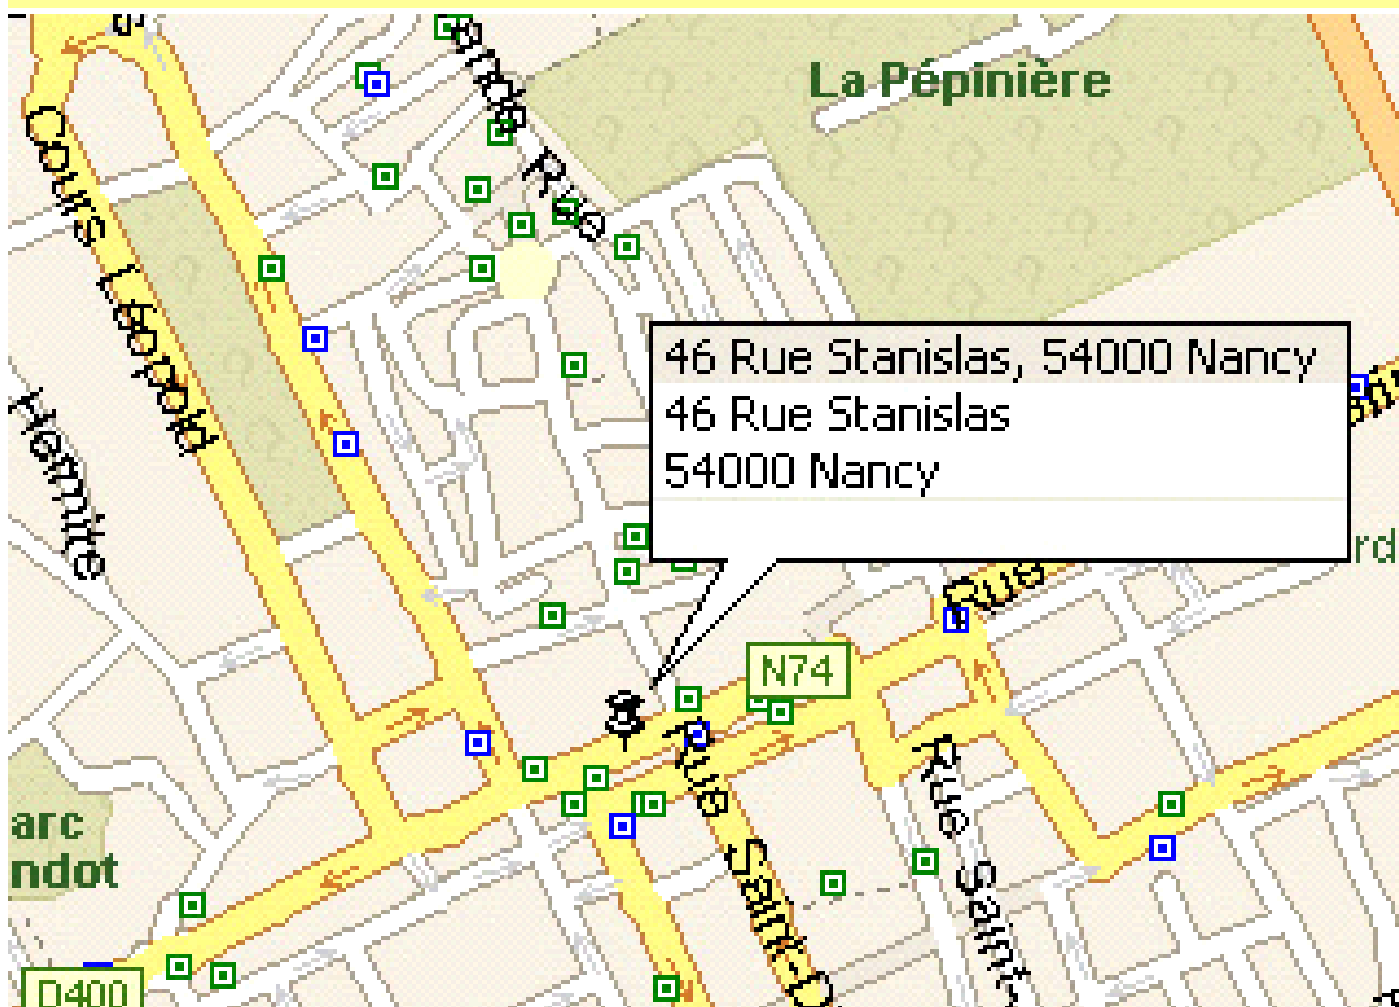 La Pépinière
Rue
Cours Léopold
46 Rue Stanislas, 54000 Nancy
46 Rue Stanislas
54000 Nancy
Hermite
rd
Rue
N74
Rue Saint-D
Rue Saint-
arc
ndot
D400